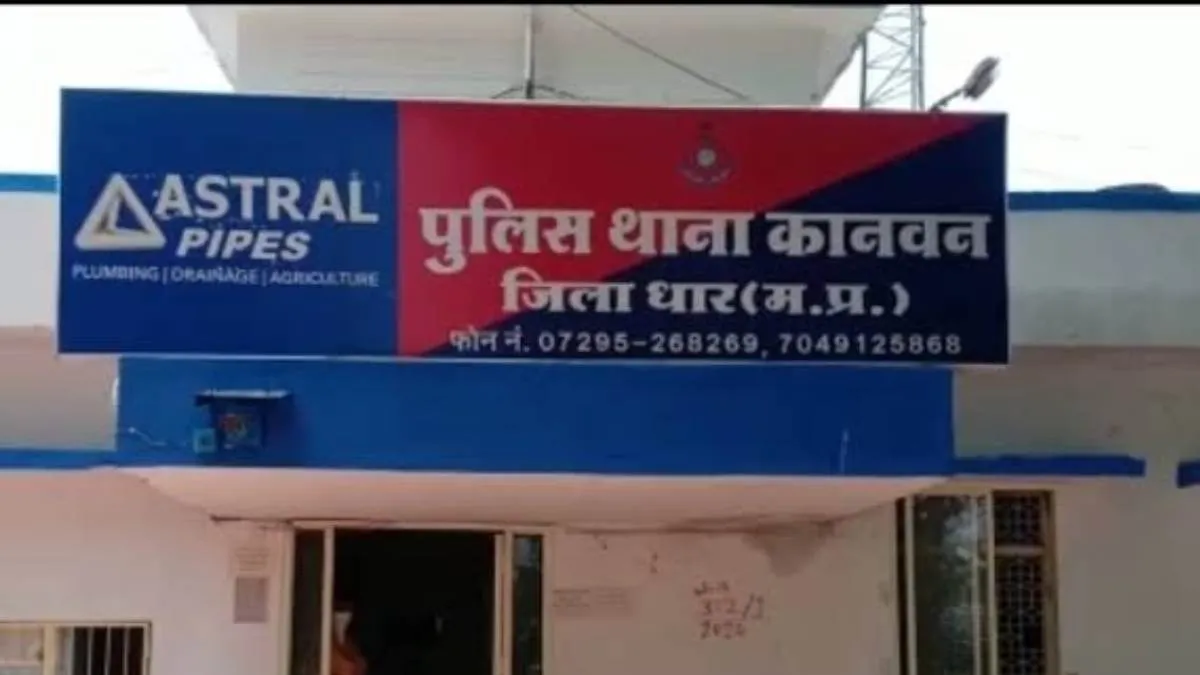 ASTRAL
PIPES
PLUMBING | DRAINAGE | AGRICULTURE
पुलिस थाना कानवन
जिला धार(म.प्र.)
फोन नं. 07295-268269, 7049125868